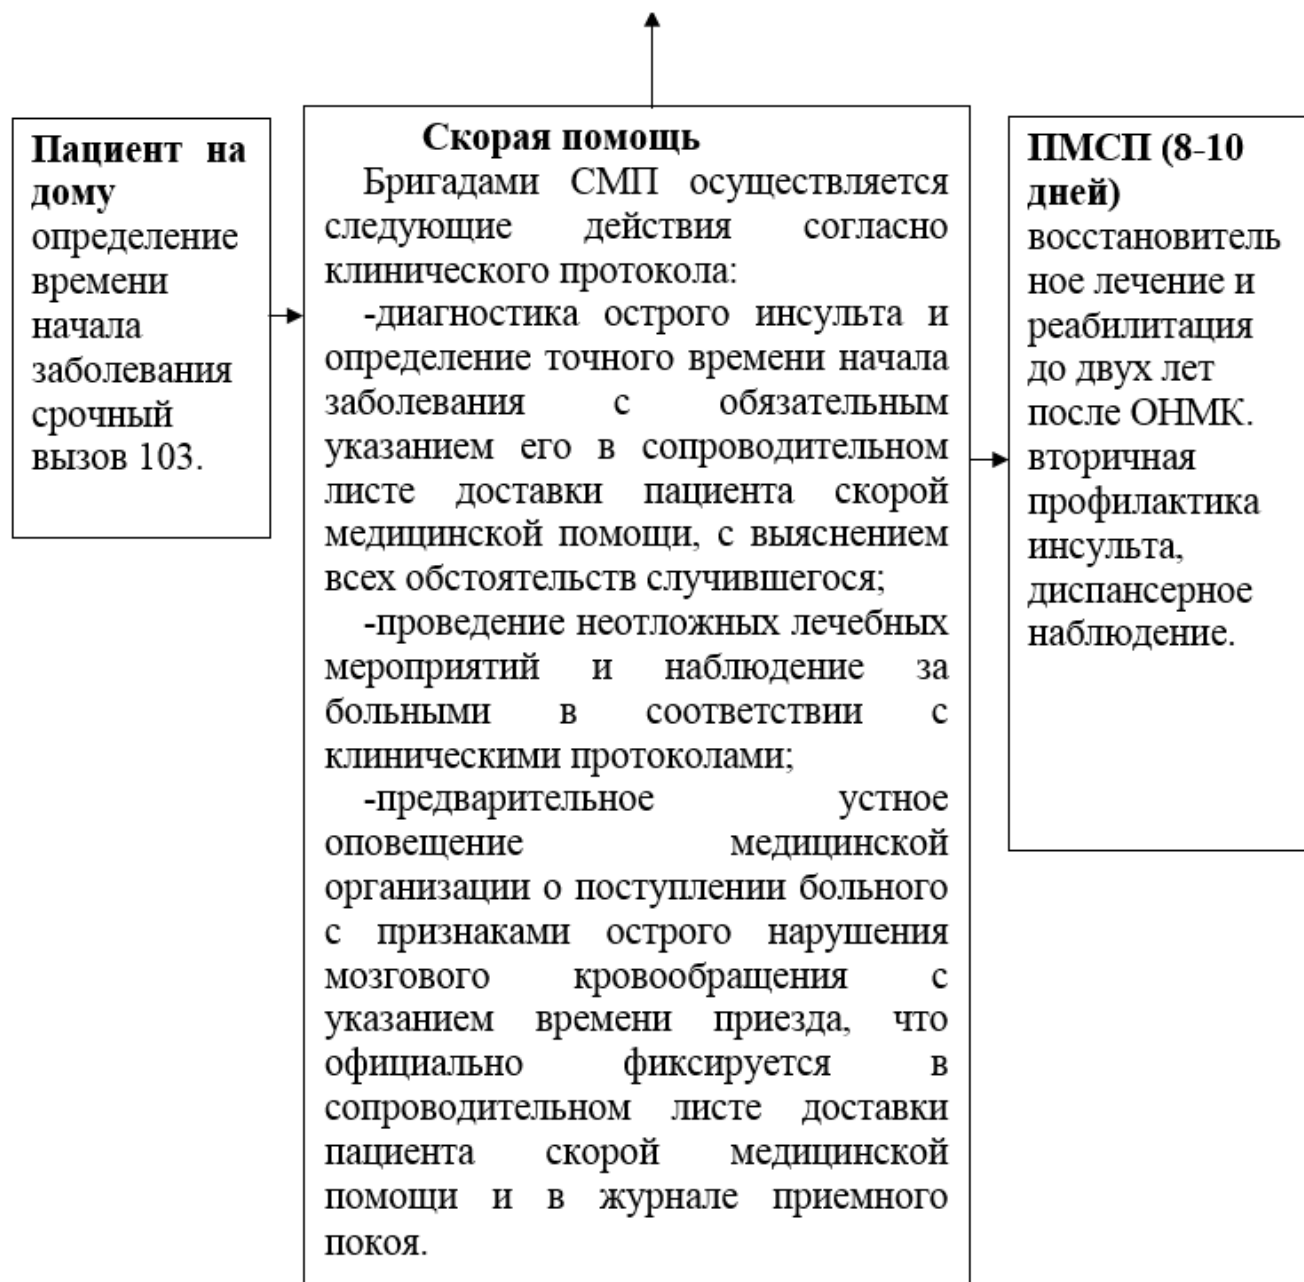 Пациент на
дому
определение
времени
начала
заболевания
срочный
вызов 103.
Скорая помощь
Бригадами СМП осуществляется
следующие действия согласно
клинического протокола:
-диагностика острого инсульта и
определение точного времени начала
заболевания с обязательным
указанием его в сопроводительном
листе доставки пациента скорой
медицинской помощи, с выяснением
всех обстоятельств случившегося;
-проведение неотложных лечебных
мероприятий и наблюдение за
больными в соответствии с
клиническими протоколами;
-предварительное устное
оповещение медицинской
организации о поступлении больного
с признаками острого нарушения
мозгового кровообращения с
указанием времени приезда, что
официально фиксируется в
сопроводительном листе доставки
пациента скорой медицинской
помощи и в журнале приемного
покоя.
ПМСП (8-10
дней)
восстановитель
ное лечение и
реабилитация
до двух лет
после ОНМК.
вторичная
профилактика
инсульта,
диспансерное
наблюдение.